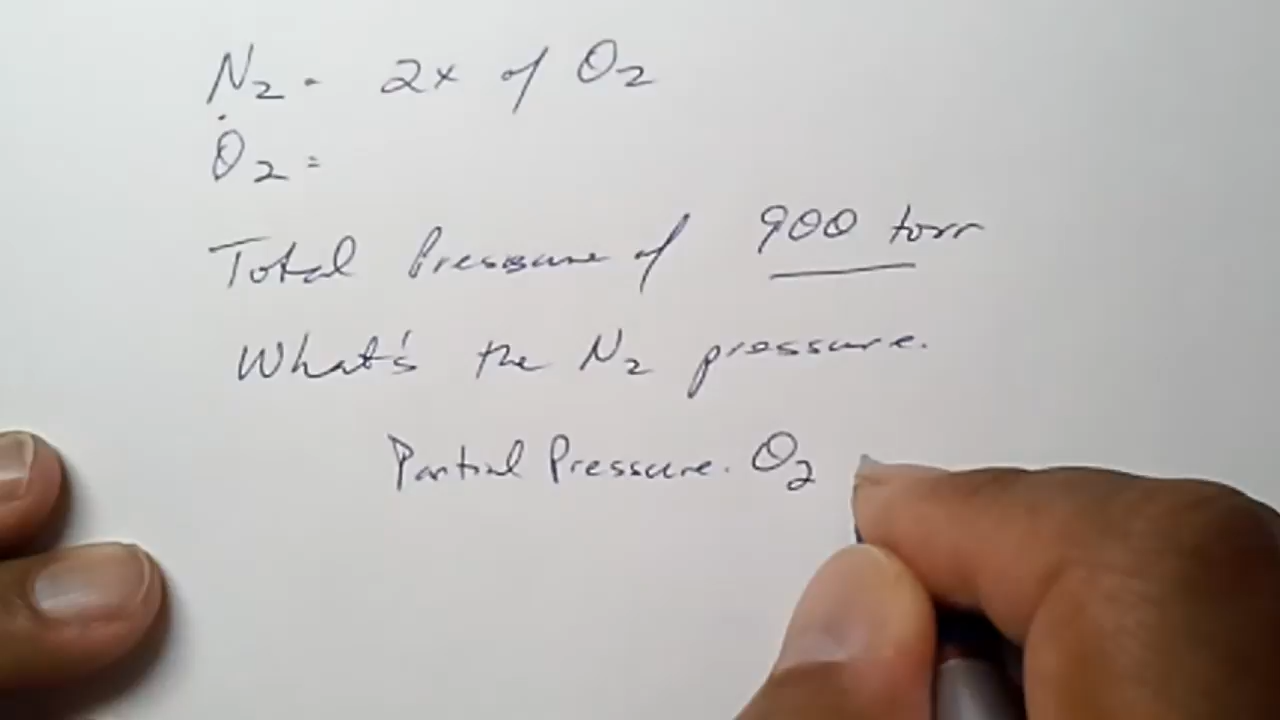 N2 = 2x of O2
O2 =
Total Pressure of 900 torr
What's the N2 pressure.
Partial Pressure. O2